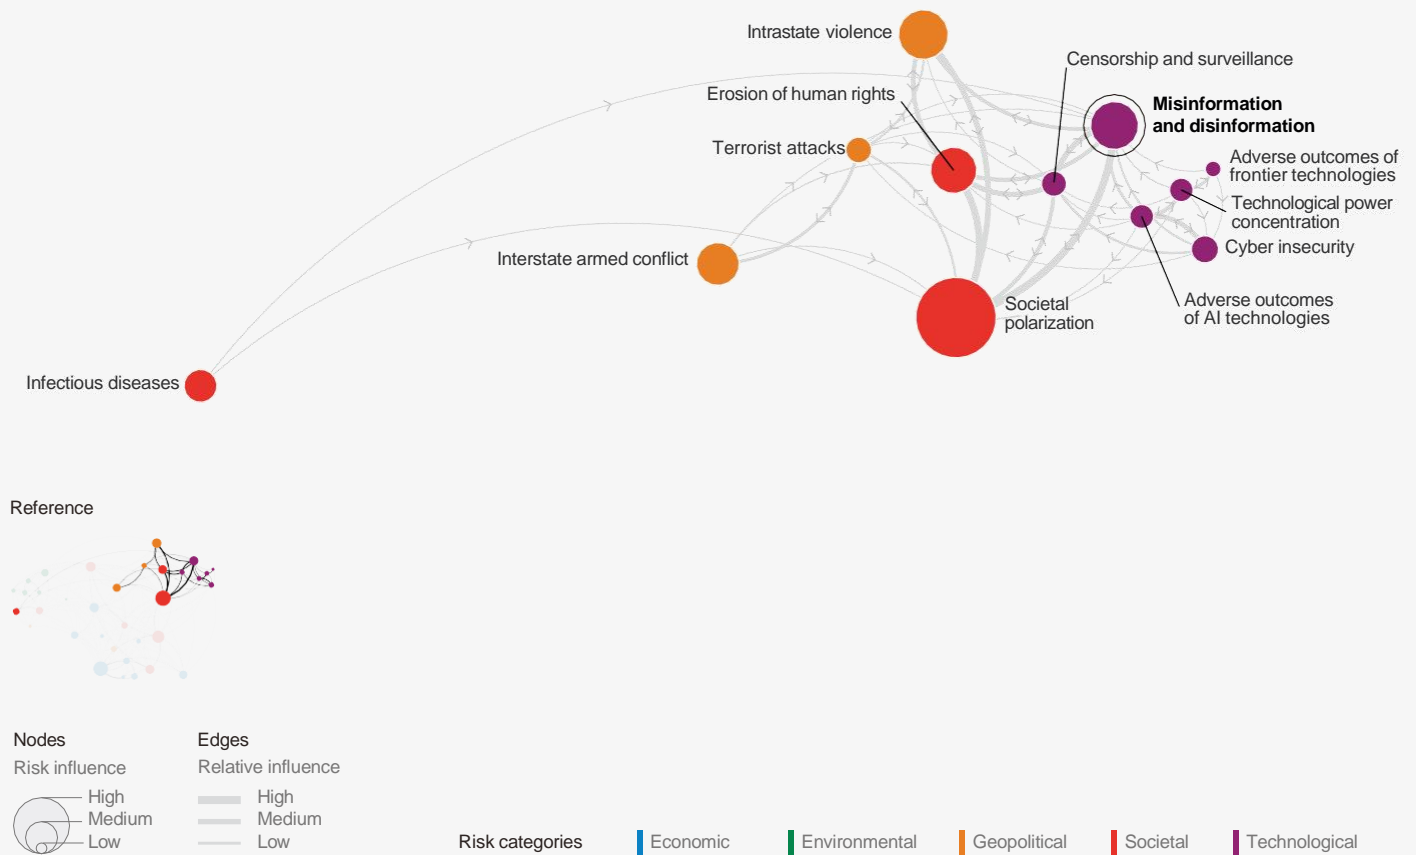 Intrastate violence
Censorship and surveillance
Erosion of human rights
Misinformation
and disinformation
Terrorist attacks
Adverse outcomes of
frontier technologies
Technological power
concentration
Interstate armed conflict
Cyber insecurity
Societal
polarization
Adverse outcomes
of AI technologies
Infectious diseases
Reference
Nodes
Risk influence
High
Medium
Low
Edges
Relative influence
High
Medium
Low
Risk categories
Economic
Environmental
Geopolitical
Societal
Technological